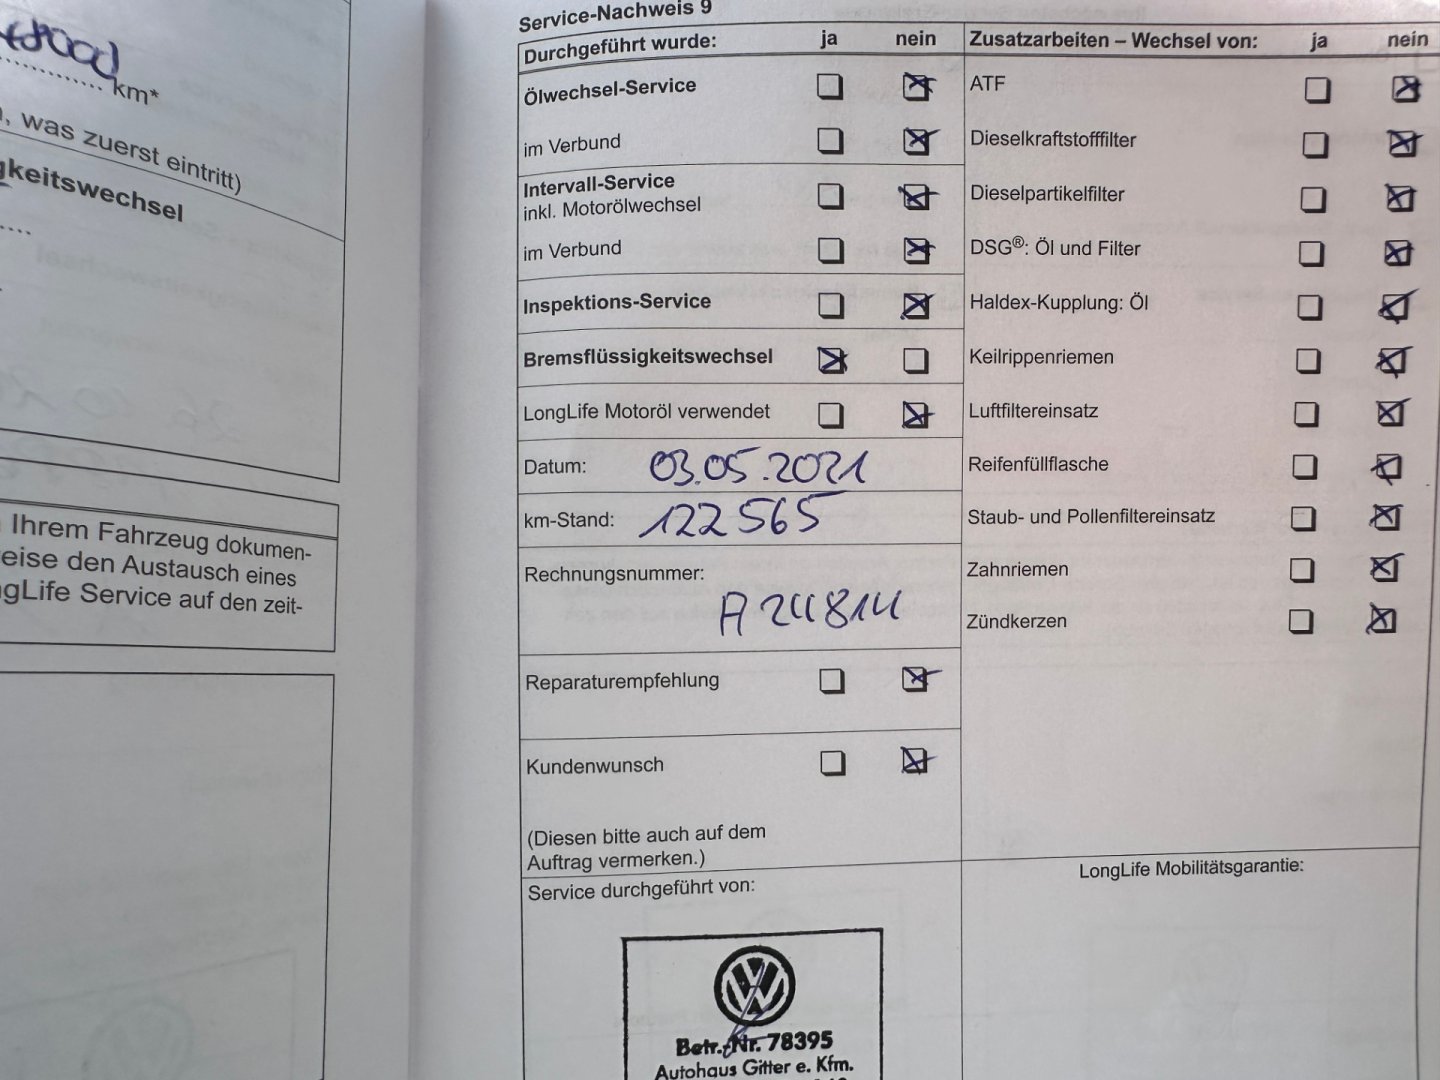 km*
, was zuerst eintritt)
gkeitswechsel
Ihrem Fahrzeug dokumen-
eise den Austausch eines
gLife Service auf den zeit-
Service-Nachweis 9
Durchgeführt wurde: ja nein
Ölwechsel-Service
im Verbund
Intervall-Service
inkl. Motorölwechsel
im Verbund
Inspektions-Service
Bremsflüssigkeitswechsel
LongLife Motoröl verwendet
Datum: 03.05.2021
km-Stand: 122 565
Rechnungsnummer:
A 24814
Reparaturempfehlung
Kundenwunsch
(Diesen bitte auch auf dem
Auftrag vermerken.)
Service durchgeführt von:
Betr.-Nr. 78395
Autohaus Gitter e. Kfm.
Zusatzarbeiten – Wechsel von: ja nein
ATF
Dieselkraftstofffilter
Dieselpartikelfilter
DSG®: Öl und Filter
Haldex-Kupplung: Öl
Keilrippenriemen
Luftfiltereinsatz
Reifenfüllflasche
Staub- und Pollenfiltereinsatz
Zahnriemen
Zündkerzen
LongLife Mobilitätsgarantie: